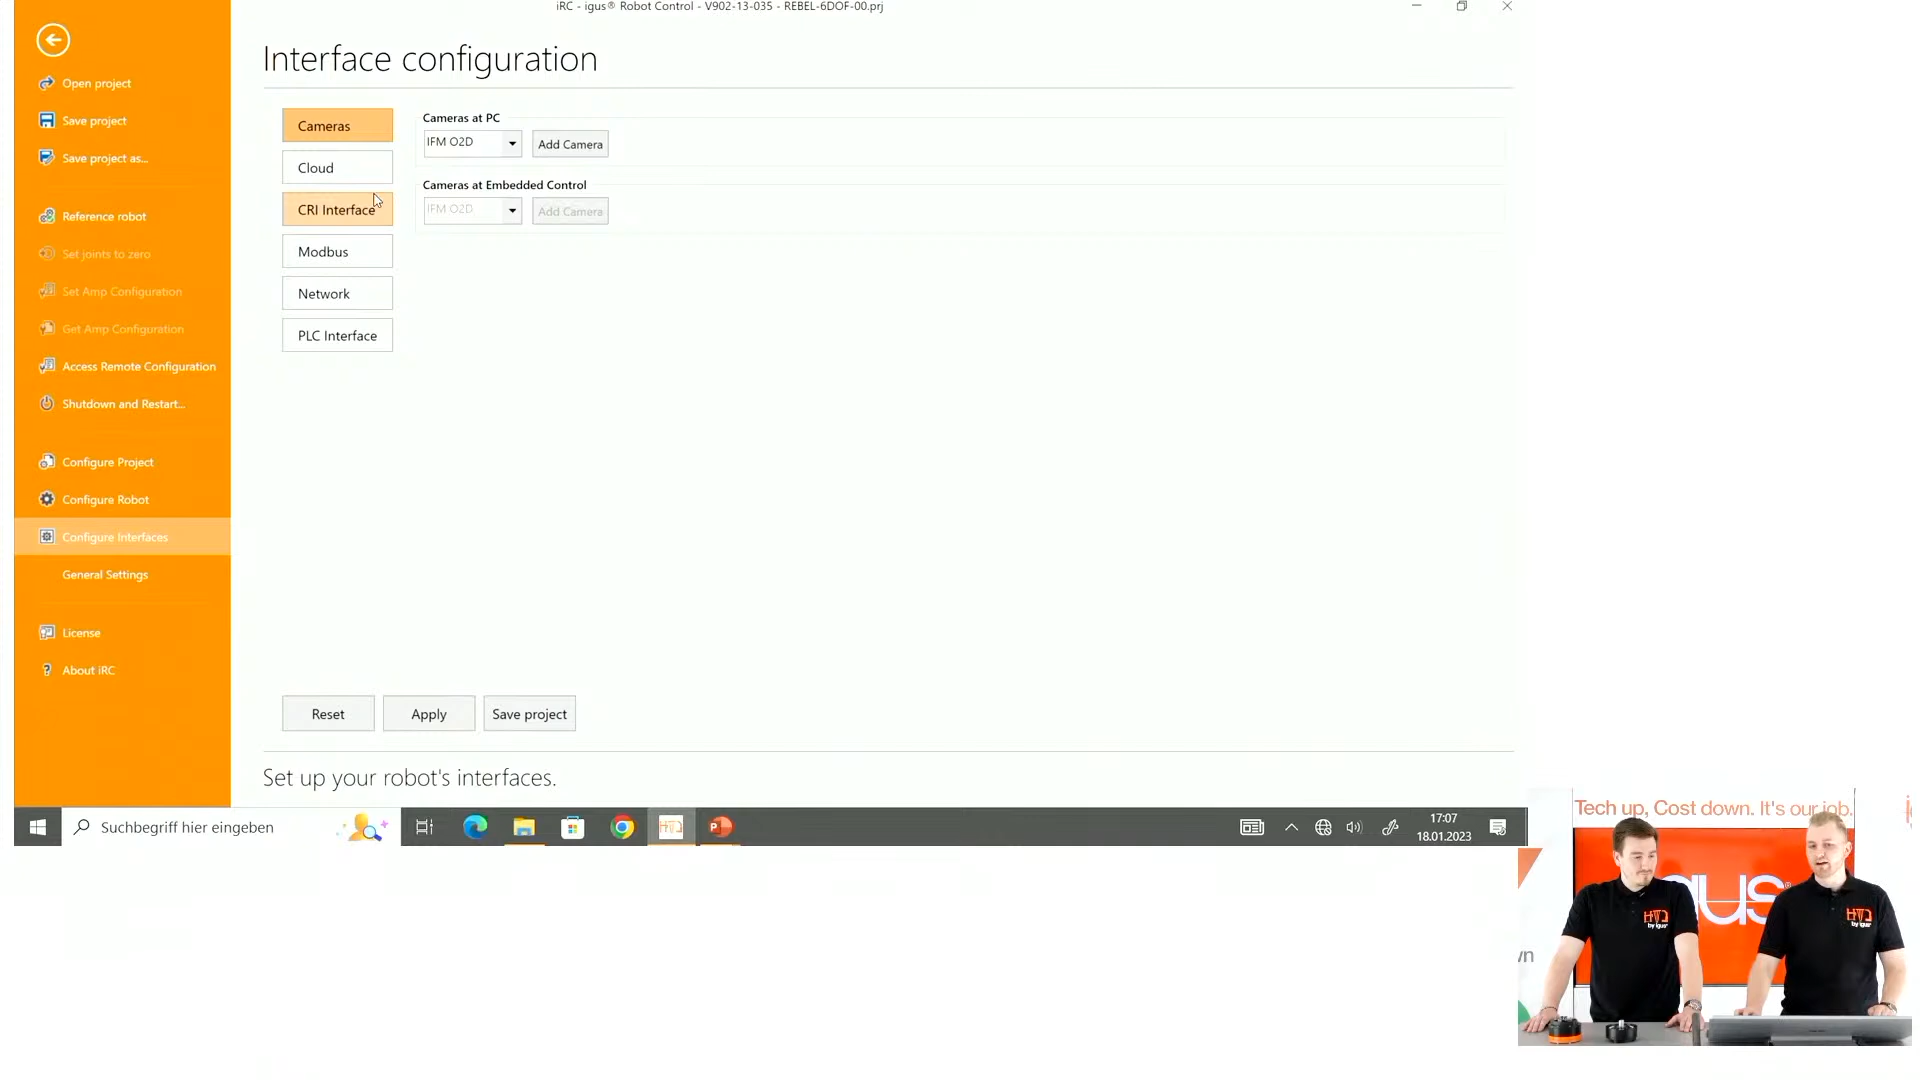 iRC - igus® Robot Control - V902-13-035 - REBEL-6DOF-00.prj
Interface configuration
Open project
Save project
Save project as...
Reference robot
Set joints to zero
Set Amp Configuration
Get Amp Configuration
Access Remote Configuration
Shutdown and Restart...
Configure Project
Configure Robot
Configure Interfaces
General Settings
License
About iRC
Cameras
Cloud
CRI Interface
Modbus
Network
PLC Interface
Cameras at PC
IFM O2D
Add Camera
Cameras at Embedded Control
IFM O2D
Add Camera
Reset
Apply
Save project
Set up your robot's interfaces.
Suchbegriff hier eingeben
17:07
18.01.2023
Tech up, Cost down. It's our job.
by igus
by igus